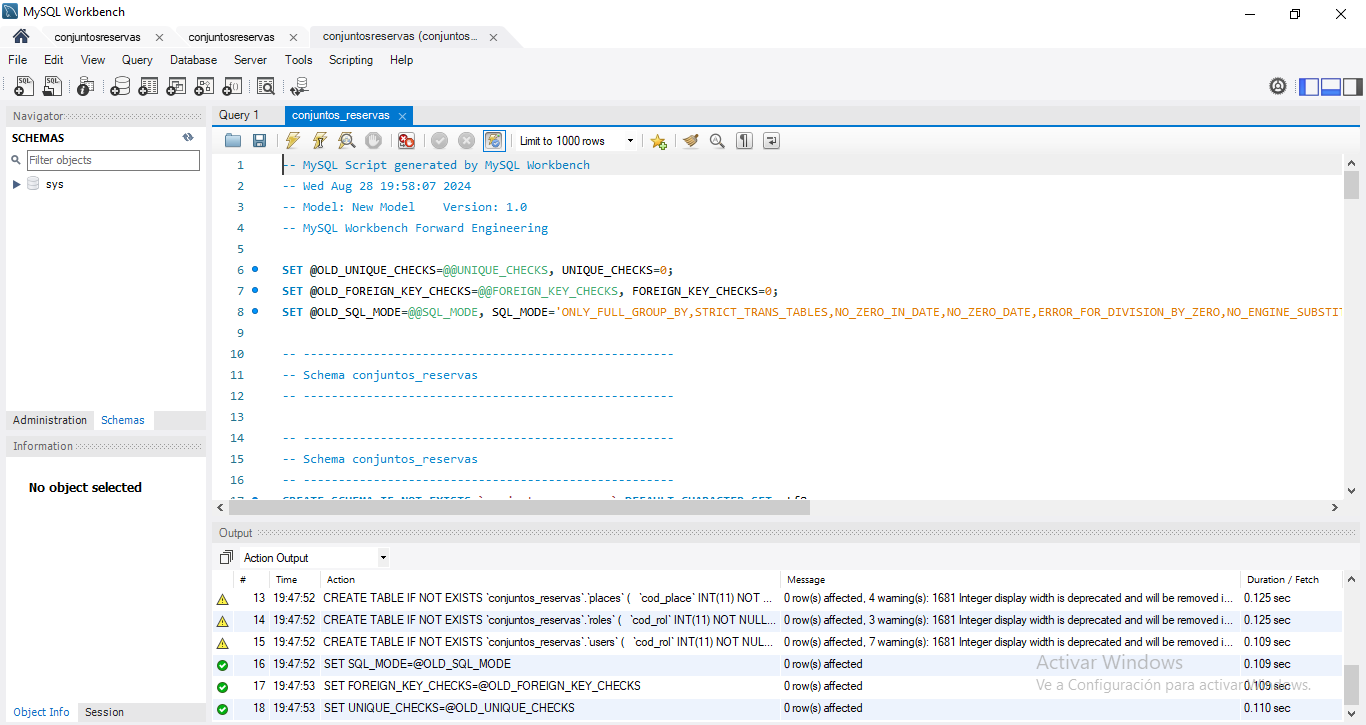 MySQL Workbench
conjuntosreservas
conjuntosreservas
conjuntosreservas (conjuntos...
File Edit View Query Database Server Tools Scripting Help
Navigator
SCHEMAS
Filter objects
sys
Administration Schemas
Information
No object selected
Object Info Session
Query 1
conjuntos_reservas
Limit to 1000 rows
1 -- MySQL Script generated by MySQL Workbench
2 -- Wed Aug 28 19:58:07 2024
3 -- Model: New Model    Version: 1.0
4 -- MySQL Workbench Forward Engineering
5
6 SET @OLD_UNIQUE_CHECKS=@@UNIQUE_CHECKS, UNIQUE_CHECKS=0;
7 SET @OLD_FOREIGN_KEY_CHECKS=@@FOREIGN_KEY_CHECKS, FOREIGN_KEY_CHECKS=0;
8 SET @OLD_SQL_MODE=@@SQL_MODE, SQL_MODE='ONLY_FULL_GROUP_BY,STRICT_TRANS_TABLES,NO_ZERO_IN_DATE,NO_ZERO_DATE,ERROR_FOR_DIVISION_BY_ZERO,NO_ENGINE_SUBSTI
9
10 -- -----------------------------------------------------
11 -- Schema conjuntos_reservas
12 -- -----------------------------------------------------
13
14 -- -----------------------------------------------------
15 -- Schema conjuntos_reservas
16 -- -----------------------------------------------------
Output
Action Output
# Time Action Message Duration / Fetch
13 19:47:52 CREATE TABLE IF NOT EXISTS `conjuntos_reservas`.`places` ( `cod_place` INT(11) NOT ... 0 row(s) affected, 4 warning(s): 1681 Integer display width is deprecated and will be removed i... 0.125 sec
14 19:47:52 CREATE TABLE IF NOT EXISTS `conjuntos_reservas`.`roles` ( `cod_rol` INT(11) NOT NULL... 0 row(s) affected, 3 warning(s): 1681 Integer display width is deprecated and will be removed i... 0.125 sec
15 19:47:52 CREATE TABLE IF NOT EXISTS `conjuntos_reservas`.`users` ( `cod_rol` INT(11) NOT NUL... 0 row(s) affected, 7 warning(s): 1681 Integer display width is deprecated and will be removed i... 0.109 sec
16 19:47:52 SET SQL_MODE=@OLD_SQL_MODE 0 row(s) affected 0.109 sec
17 19:47:53 SET FOREIGN_KEY_CHECKS=@OLD_FOREIGN_KEY_CHECKS 0 row(s) affected 0.109 sec
18 19:47:53 SET UNIQUE_CHECKS=@OLD_UNIQUE_CHECKS 0 row(s) affected 0.110 sec
Activar Windows
Ve a Configuración para activar Windows.